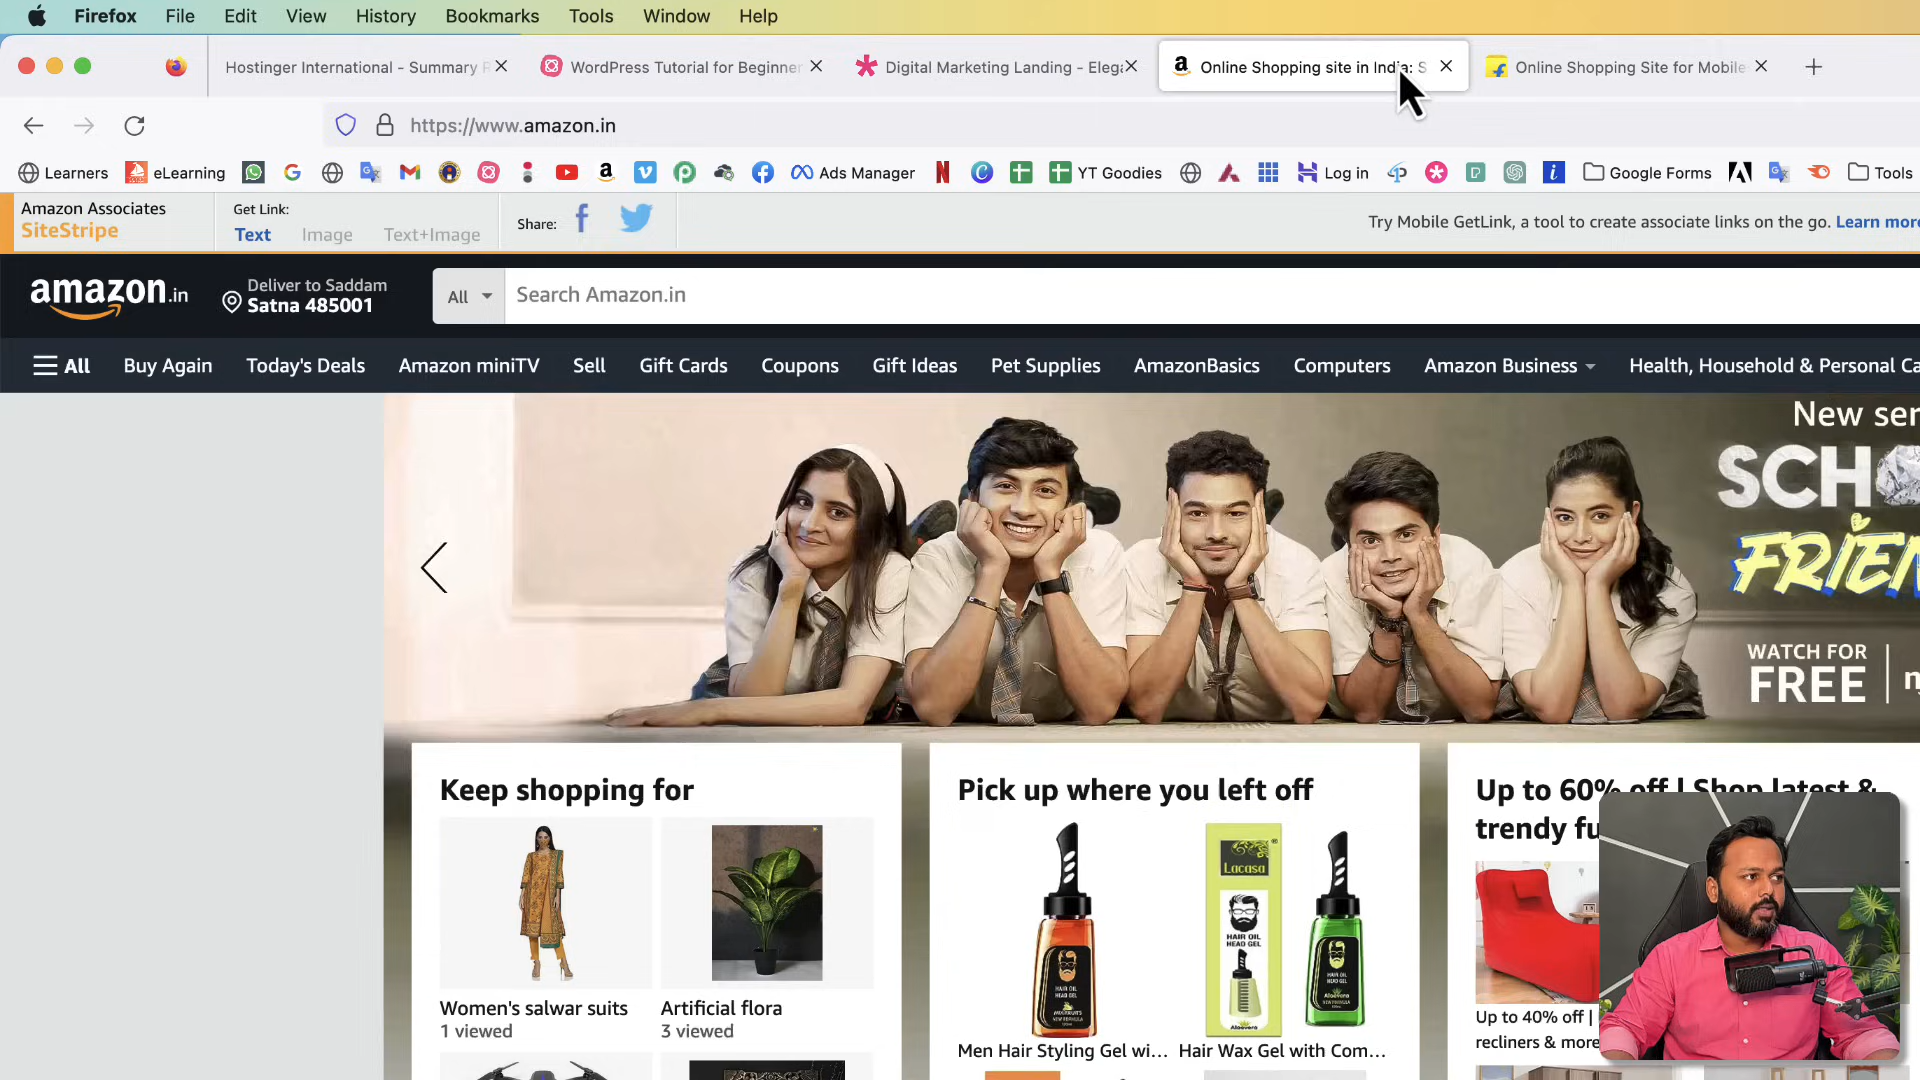 Firefox File Edit View History Bookmarks Tools Window Help
Hostinger International - Summary WordPress Tutorial for Beginner Digital Marketing Landing - Elega Online Shopping site in India: S Online Shopping Site for Mobile
https://www.amazon.in
Learners eLearning Ads Manager YT Goodies Log in Google Forms Tools
Amazon Associates
SiteStripe
Get Link:
Text Image Text+Image
Share:
Try Mobile GetLink, a tool to create associate links on the go. Learn more
amazon.in
Deliver to Saddam
Satna 485001
All Search Amazon.in
All Buy Again Today's Deals Amazon miniTV Sell Gift Cards Coupons Gift Ideas Pet Supplies AmazonBasics Computers Amazon Business Health, Household & Personal Ca
New ser
SCH
FRIEN
WATCH FOR
FREE
Keep shopping for
Women's salwar suits
1 viewed
Artificial flora
3 viewed
Pick up where you left off
Lacasa
HAIR OIL
HEAD GEL
Men Hair Styling Gel wi... Hair Wax Gel with Com...
Up to 60% off | Shop latest &
trendy fu
Up to 40% off |
recliners & more